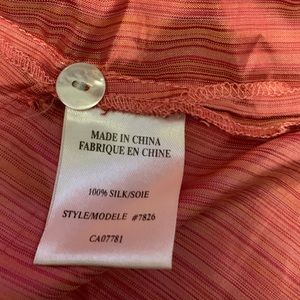 MADE IN CHINA
FABRIQUE EN CHINE
100% SILK/SOIE
STYLE/MODELE #7826
CA07781